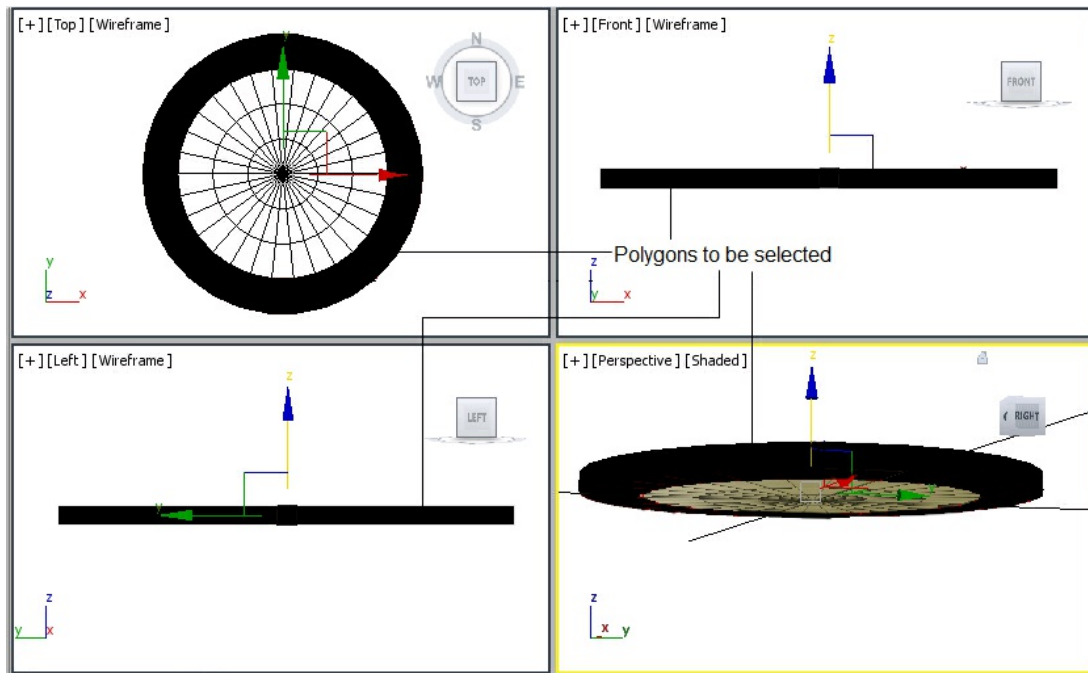 [+] [Top] [Wireframe]
y
N
W TOP E
S
y
z x
[+] [Front] [Wireframe]
z
FRONT
x
z
y x
Polygons to be selected
[+] [Left] [Wireframe]
z
LEFT
y
z
y x
[+] [Perspective] [Shaded]
z
RIGHT
z
x y